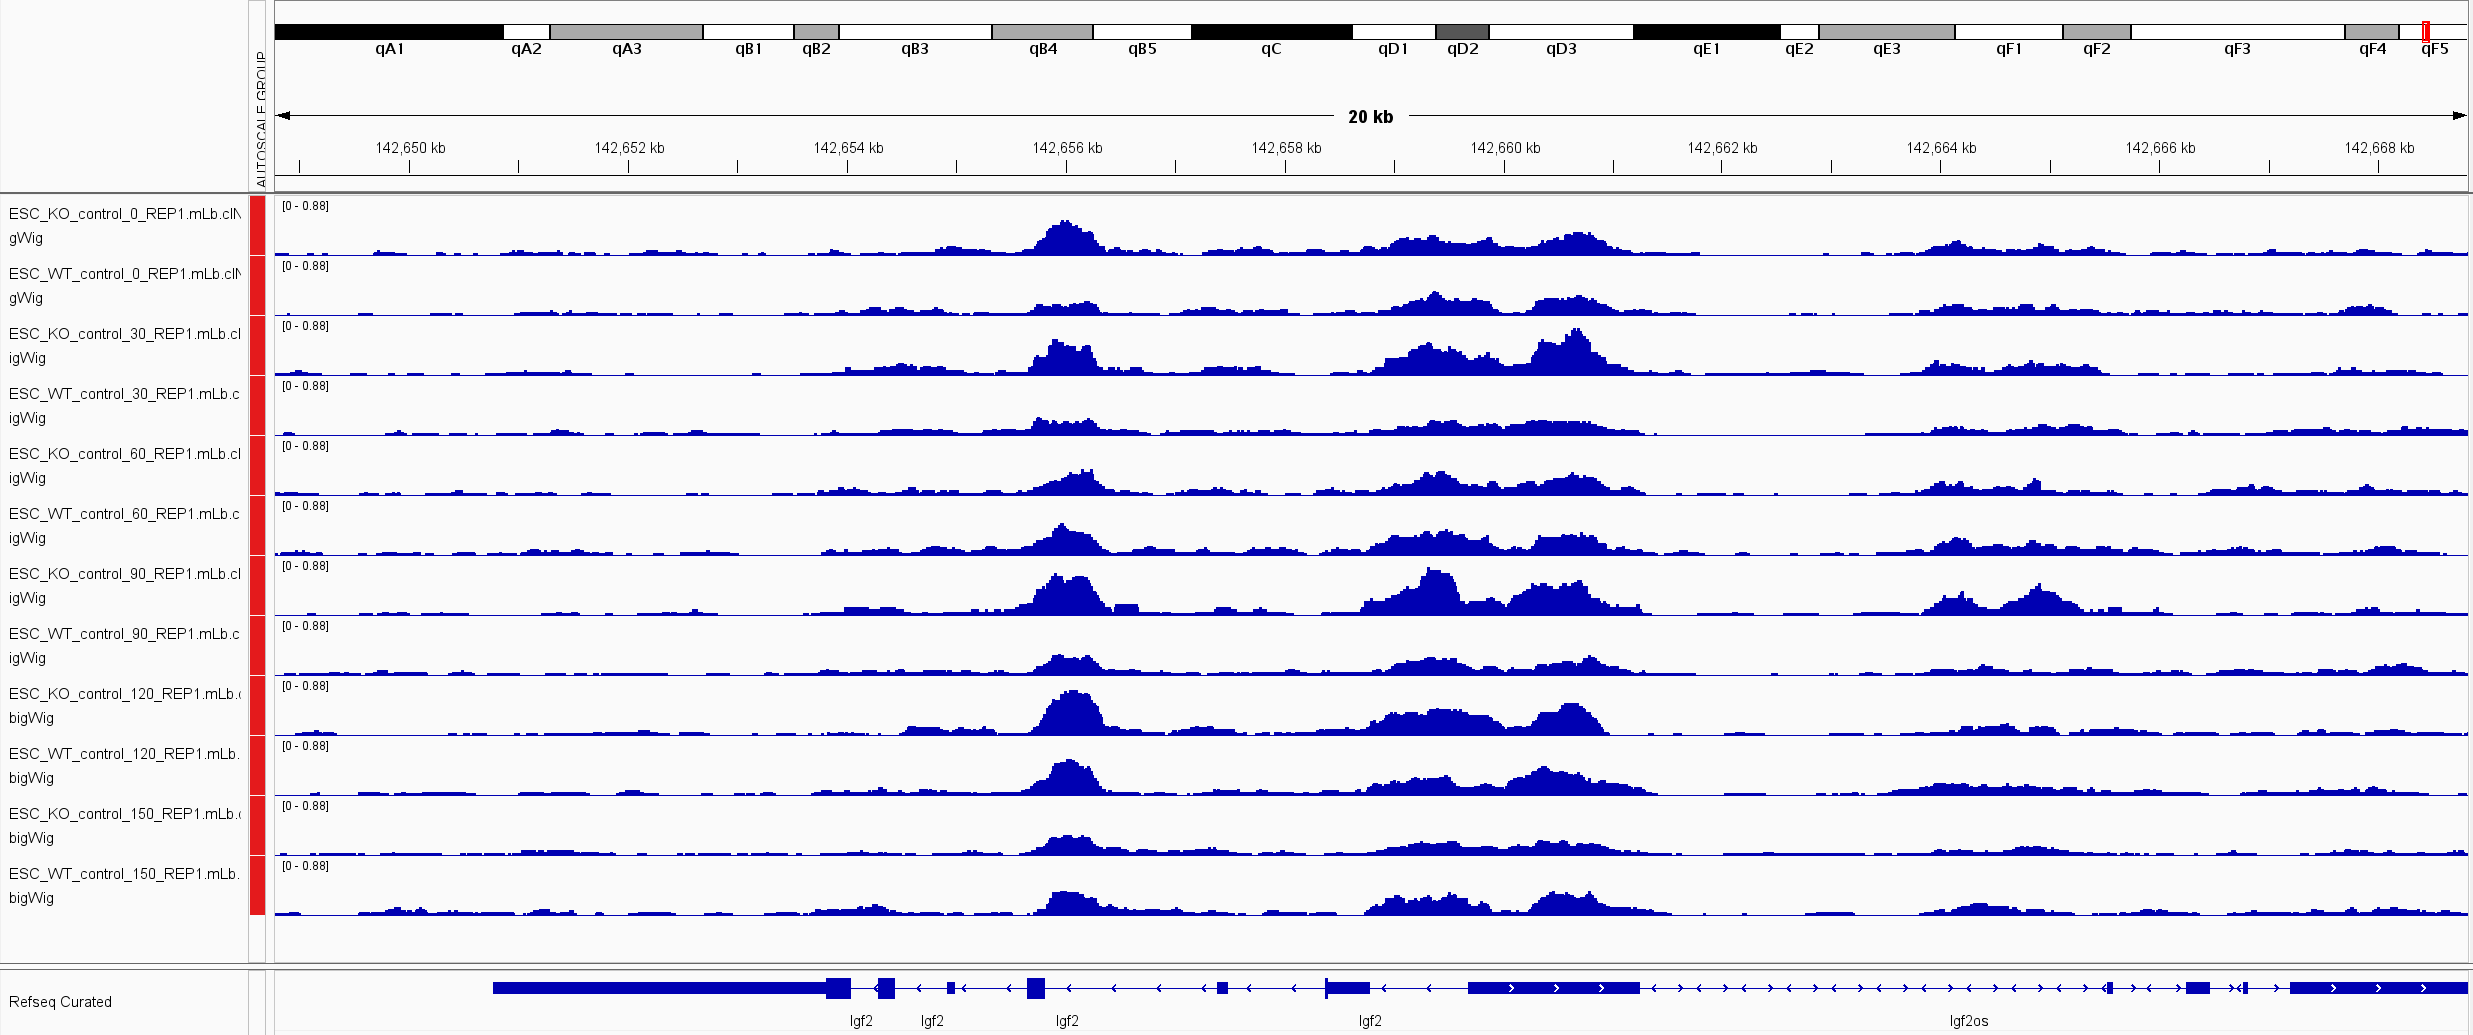 AUTOSCALE GROUP
qA1 qA2 qA3 qB1 qB2 qB3 qB4 qB5 qC qD1 qD2 qD3 qE1 qE2 qE3 qF1 qF2 qF3 qF4 qF5
20 kb
142,650 kb 142,652 kb 142,654 kb 142,656 kb 142,658 kb 142,660 kb 142,662 kb 142,664 kb 142,666 kb 142,668 kb
[0 - 0.88]
ESC_KO_control_0_REP1.mLb.clN
gWig
[0 - 0.88]
ESC_WT_control_0_REP1.mLb.clN
gWig
[0 - 0.88]
ESC_KO_control_30_REP1.mLb.cl
igWig
[0 - 0.88]
ESC_WT_control_30_REP1.mLb.c
igWig
[0 - 0.88]
ESC_KO_control_60_REP1.mLb.cl
igWig
[0 - 0.88]
ESC_WT_control_60_REP1.mLb.c
igWig
[0 - 0.88]
ESC_KO_control_90_REP1.mLb.cl
igWig
[0 - 0.88]
ESC_WT_control_90_REP1.mLb.c
igWig
[0 - 0.88]
ESC_KO_control_120_REP1.mLb.c
bigWig
[0 - 0.88]
ESC_WT_control_120_REP1.mLb.
bigWig
[0 - 0.88]
ESC_KO_control_150_REP1.mLb.c
bigWig
[0 - 0.88]
ESC_WT_control_150_REP1.mLb.
bigWig
Refseq Curated
Igf2 Igf2 Igf2 Igf2 Igf2os